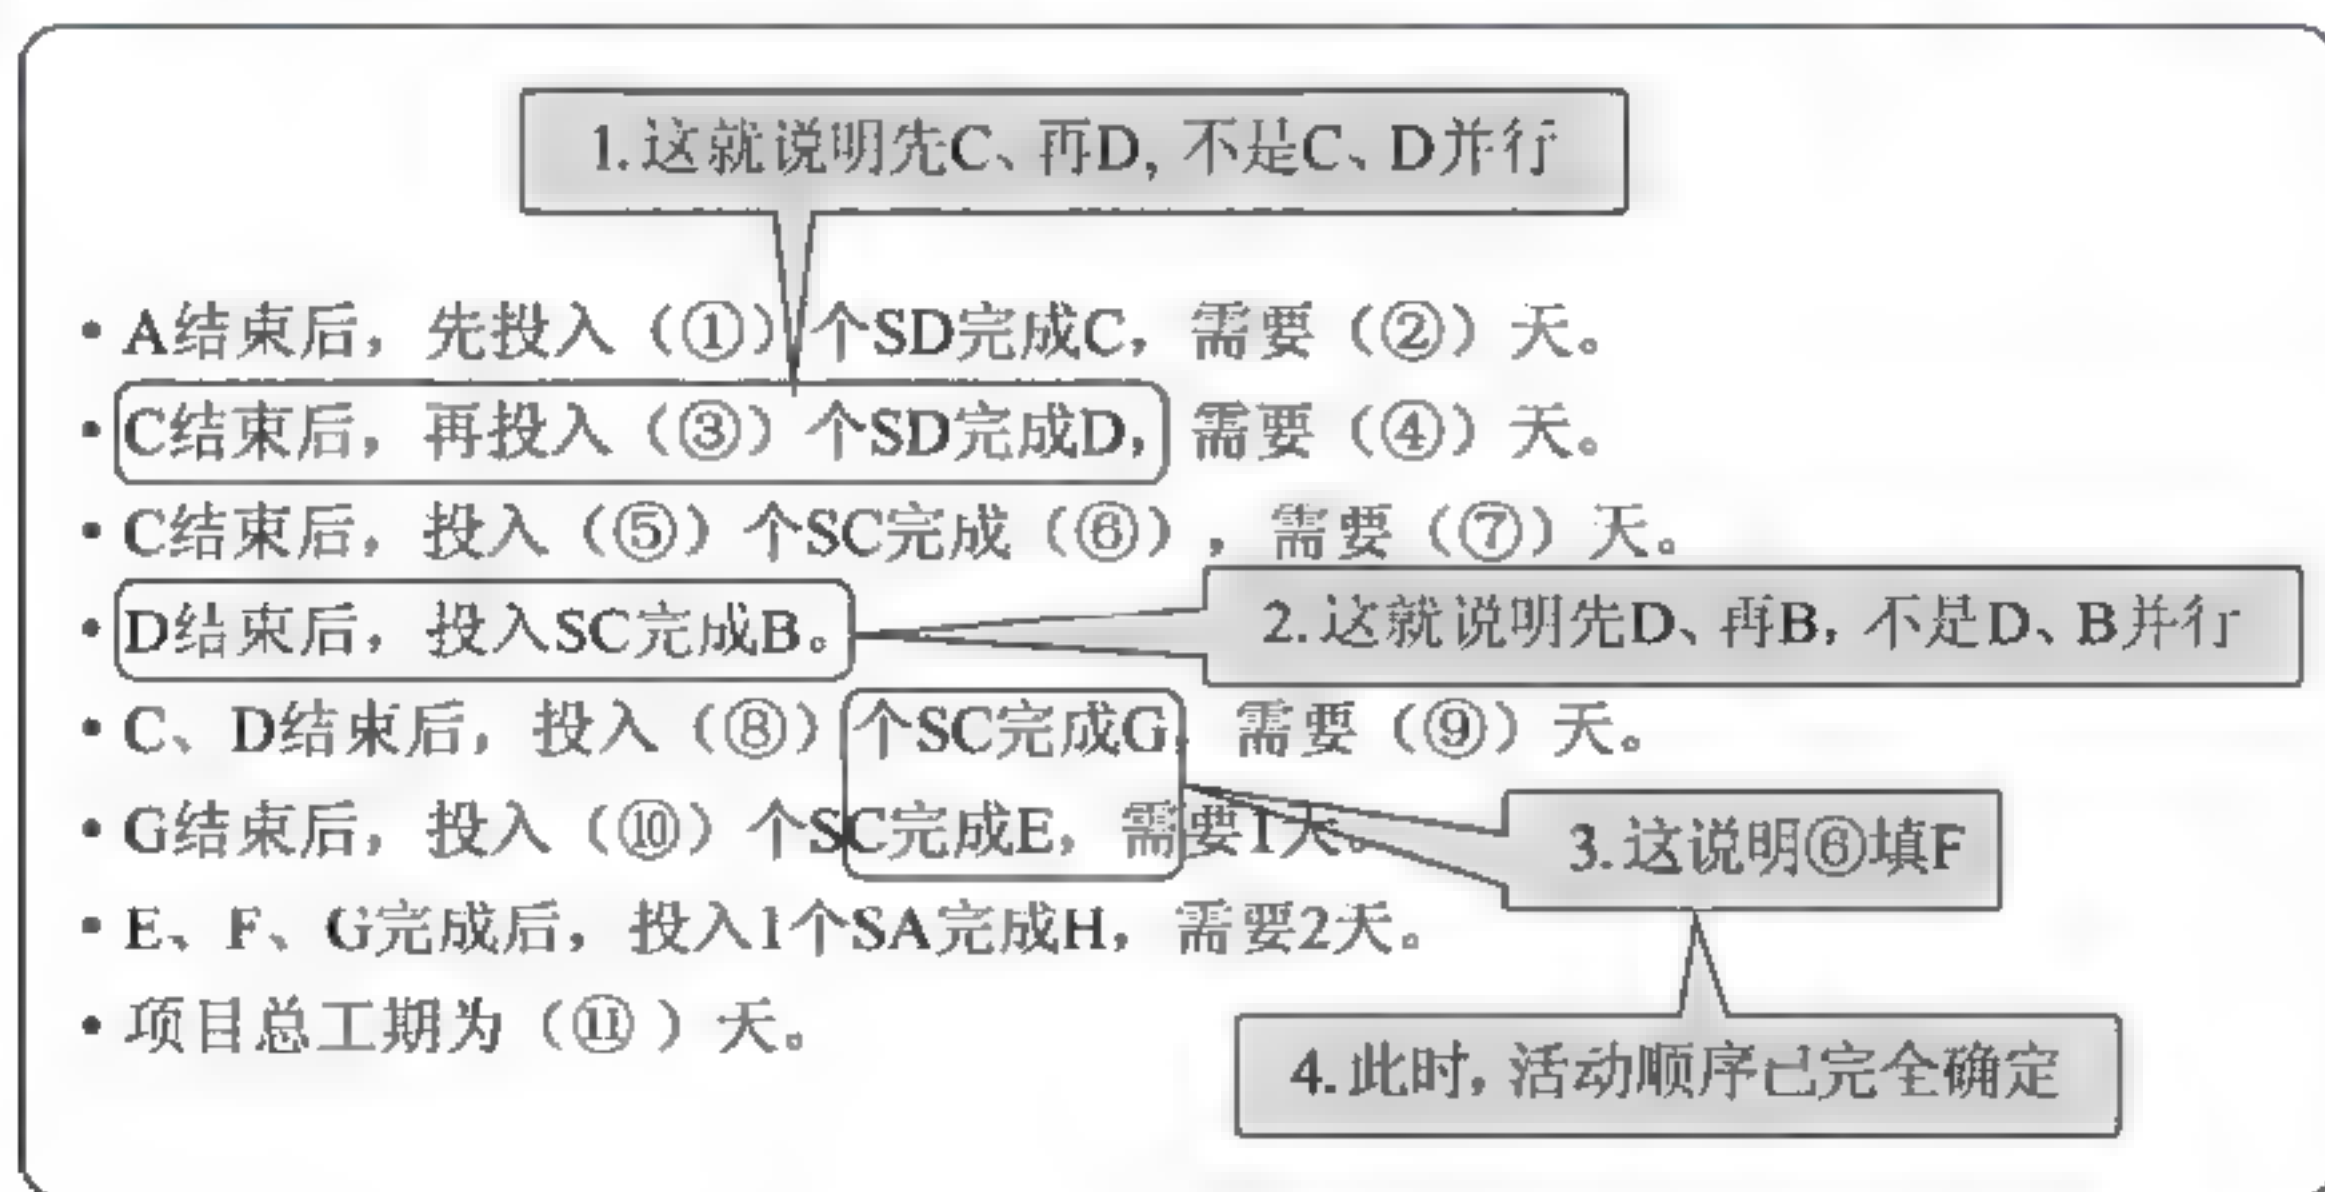 1.这就说明先C、再D,不是C、D并行
• A结束后，先投入（①）个SD完成C，需要（②）天。
• C结束后，再投入（③）个SD完成D，需要（④）天。
• C结束后，投入（⑤）个SC完成（⑥），需要（⑦）天。
• D结束后，投入SC完成B。
2.这就说明先D、再B,不是D、B并行
• C、D结束后，投入（⑧）个SC完成G，需要（⑨）天。
• G结束后，投入（⑩）个SC完成E，需要1天。
3.这说明⑥填F
• E、F、G完成后，投入1个SA完成H，需要2天。
• 项目总工期为（⑪）天。
4.此时,活动顺序已完全确定